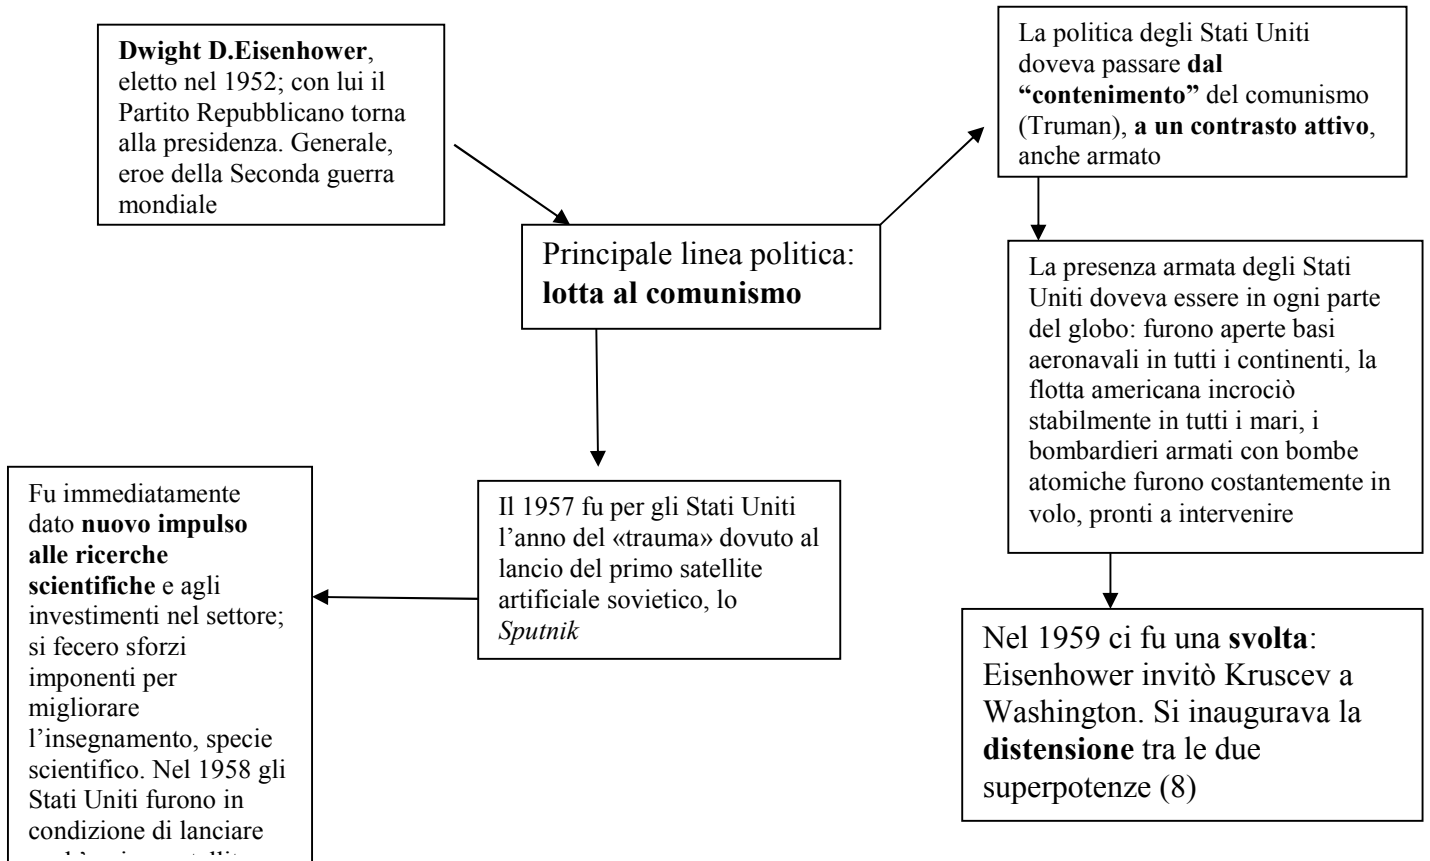 Dwight D.Eisenhower,
eletto nel 1952; con lui il
Partito Repubblicano torna
alla presidenza. Generale,
eroe della Seconda guerra
mondiale
Principale linea politica:
lotta al comunismo
La politica degli Stati Uniti
doveva passare dal
“contenimento” del comunismo
(Truman), a un contrasto attivo,
anche armato
La presenza armata degli Stati
Uniti doveva essere in ogni parte
del globo: furono aperte basi
aeronavali in tutti i continenti, la
flotta americana incrociò
stabilmente in tutti i mari, i
bombardieri armati con bombe
atomiche furono costantemente in
volo, pronti a intervenire
Nel 1959 ci fu una svolta:
Eisenhower invitò Kruscev a
Washington. Si inaugurava la
distensione tra le due
superpotenze (8)
Il 1957 fu per gli Stati Uniti
l’anno del «trauma» dovuto al
lancio del primo satellite
artificiale sovietico, lo
Sputnik
Fu immediatamente
dato nuovo impulso
alle ricerche
scientifiche e agli
investimenti nel settore;
si fecero sforzi
imponenti per
migliorare
l’insegnamento, specie
scientifico. Nel 1958 gli
Stati Uniti furono in
condizione di lanciare